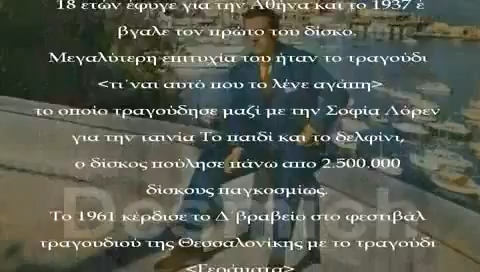 18 ετών έφυγε για την Αθήνα και το 1937 έ
βγαλε τον πρώτο του δίσκο.
Μεγαλύτερη επιτυχία του ήταν το τραγούδι
<τι΄ναι αυτό που το λένε αγάπη>
το οποίο τραγούδησε μαζί με την Σοφία Λόρεν
για την ταινία Το παιδί και το δελφίνι,
ο δίσκος πούλησε πάνω απο 2.500.000
δίσκους παγκοσμίως.
Το 1961 κέρδισε το Δ΄βραβείο στο φεστιβάλ
τραγουδιού της Θεσσαλονίκης με το τραγούδι
<Γεράματα>